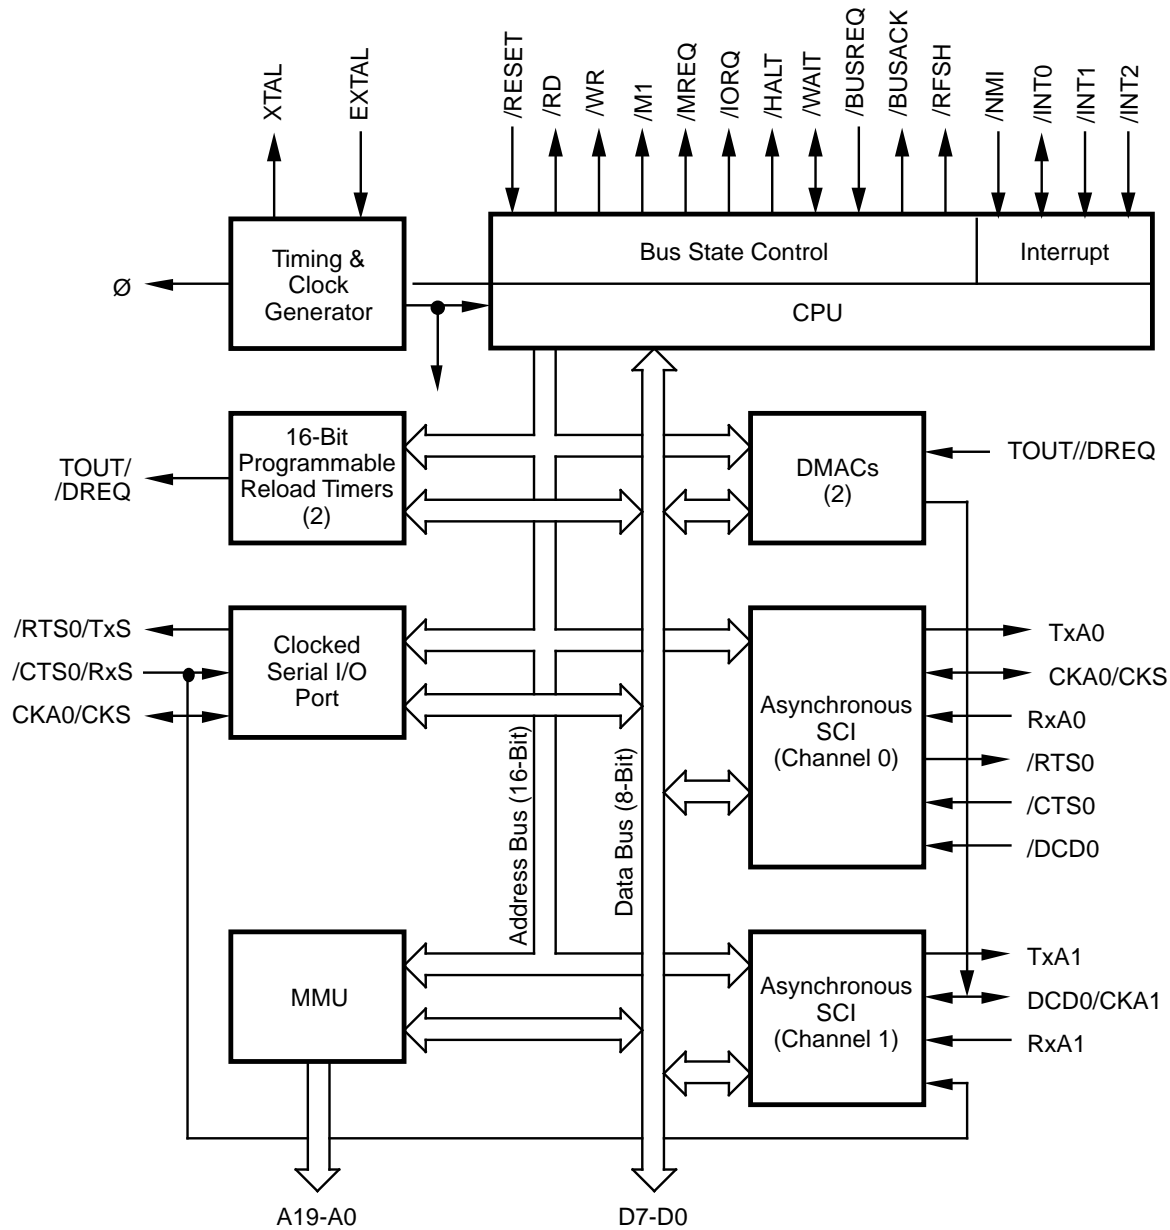 XTAL
EXTAL
/RESET
/RD
/WR
/M1
/MREQ
/IORQ
/HALT
/WAIT
/BUSREQ
/BUSACK
/RFSH
/NMI
/INT0
/INT1
/INT2
Timing &
Clock
Generator
Ø
Bus State Control
Interrupt
CPU
TOUT/
/DREQ
16-Bit
Programmable
Reload Timers
(2)
DMACs
(2)
TOUT//DREQ
/RTS0/TxS
/CTS0/RxS
CKA0/CKS
Clocked
Serial I/O
Port
Address Bus (16-Bit)
Data Bus (8-Bit)
Asynchronous
SCI
(Channel 0)
TxA0
CKA0/CKS
RxA0
/RTS0
/CTS0
/DCD0
MMU
Asynchronous
SCI
(Channel 1)
TxA1
DCD0/CKA1
RxA1
A19-A0
D7-D0